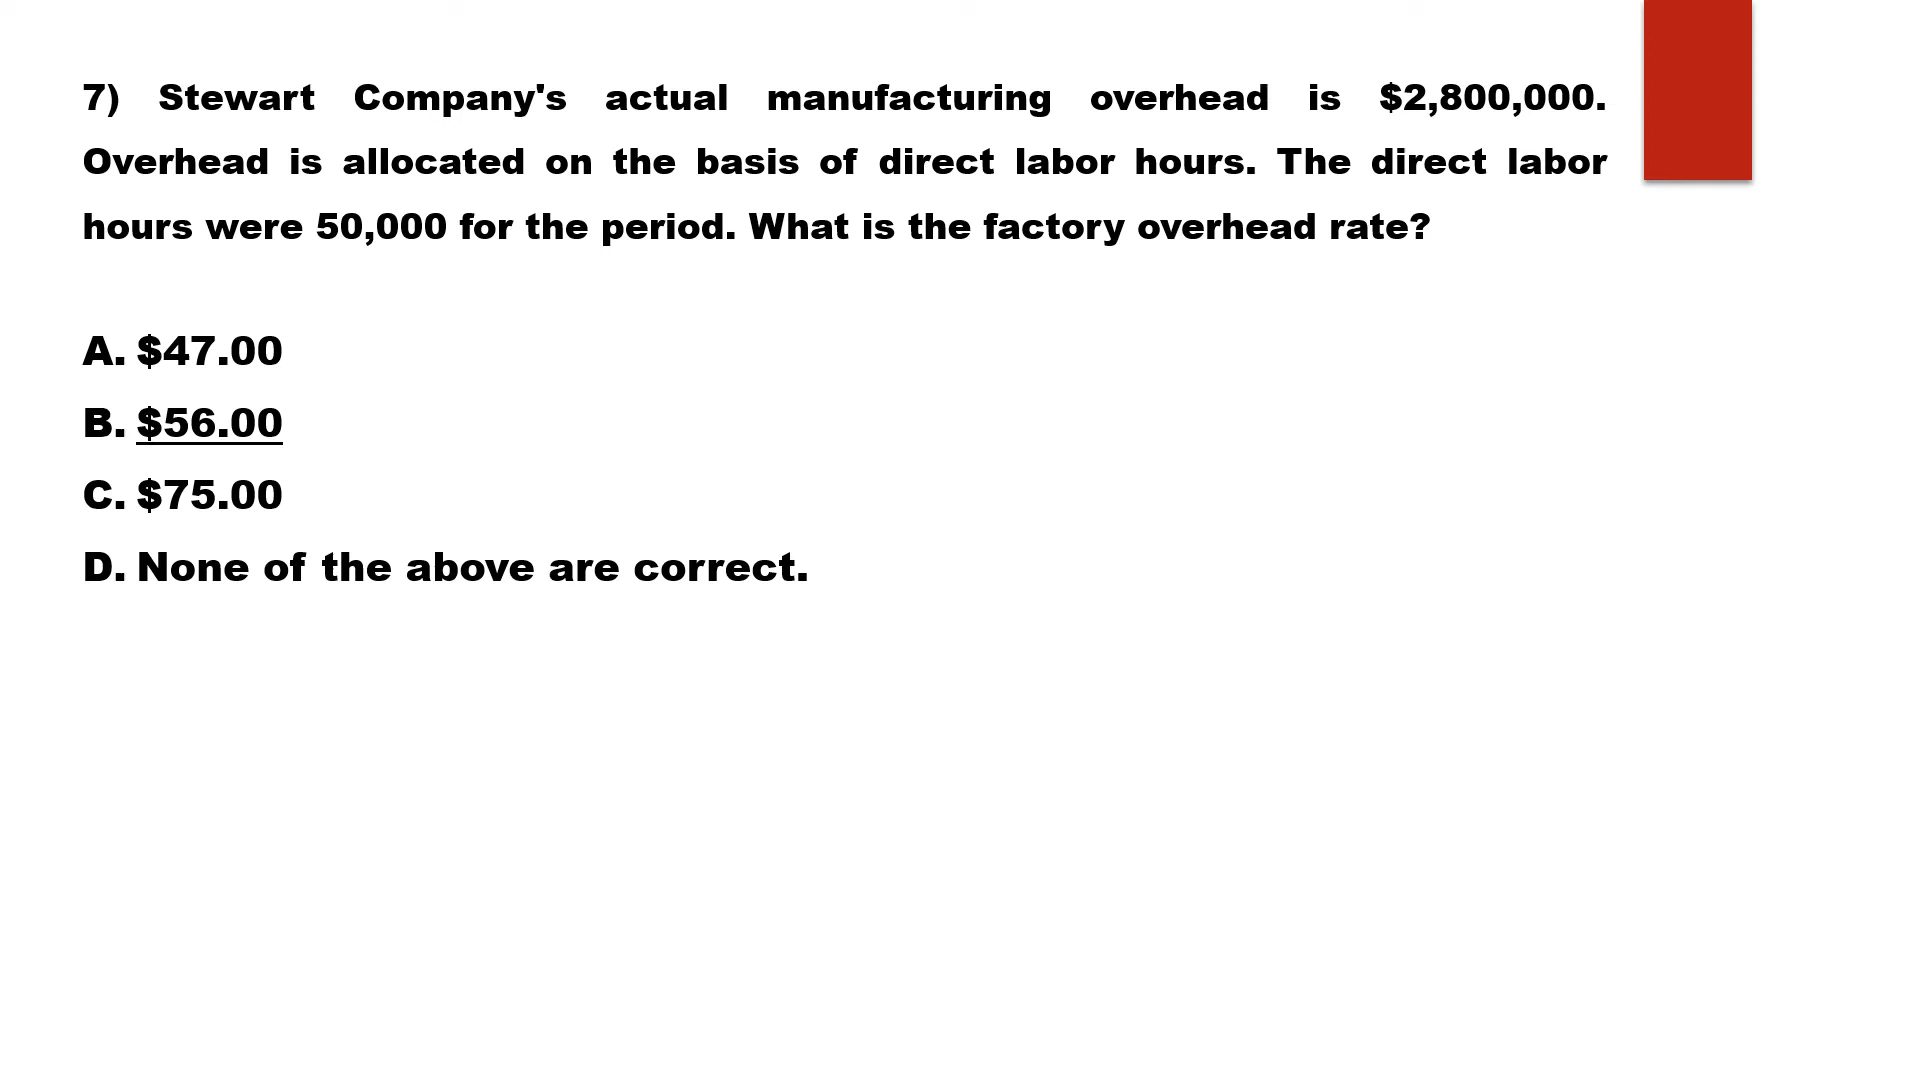 7) Stewart Company's actual manufacturing overhead is $2,800,000.
Overhead is allocated on the basis of direct labor hours. The direct labor
hours were 50,000 for the period. What is the factory overhead rate?
A. $47.00
B. $56.00
C. $75.00
D. None of the above are correct.